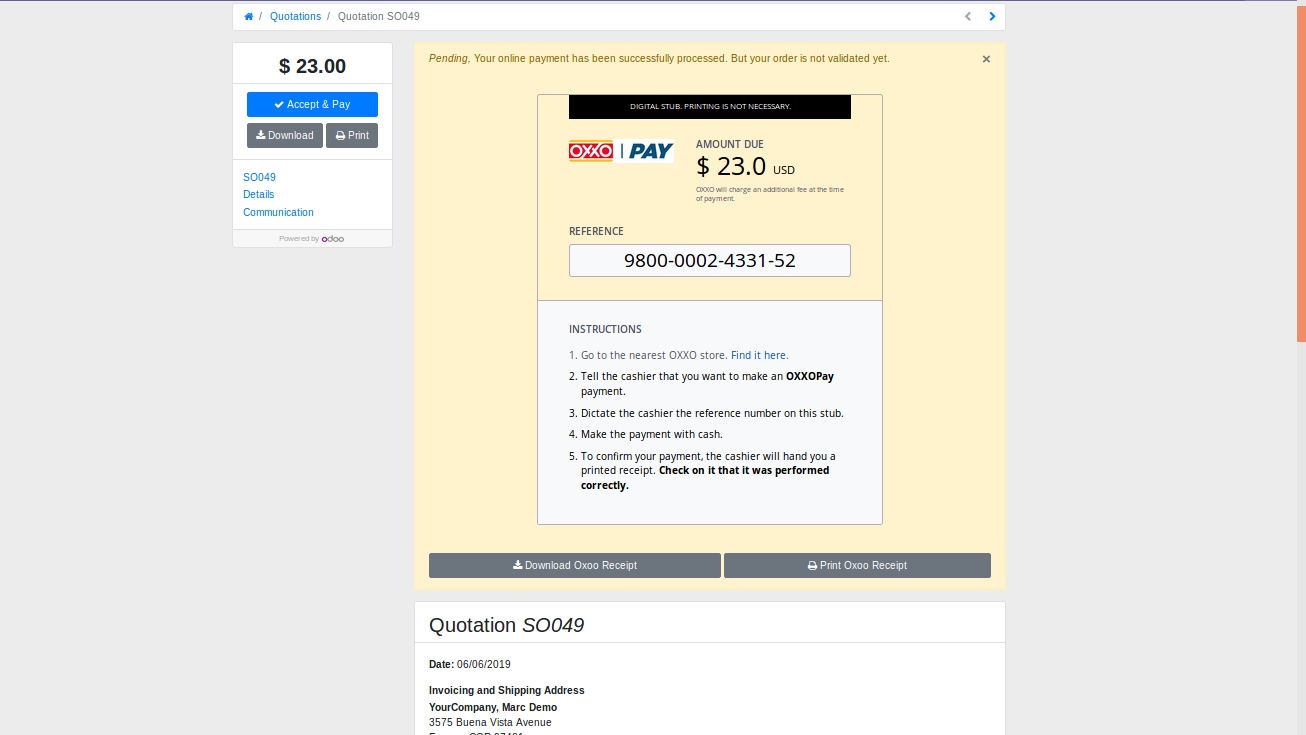 / Quotations / Quotation SO049
$ 23.00
Accept & Pay
Download Print
SO049
Details
Communication
Powered by odoo
Pending, Your online payment has been successfully processed. But your order is not validated yet. ×
DIGITAL STUB. PRINTING IS NOT NECESSARY.
OXXO PAY
AMOUNT DUE
$ 23.0 USD
OXXO will charge an additional fee at the time
of payment.
REFERENCE
9800-0002-4331-52
INSTRUCTIONS
1. Go to the nearest OXXO store. Find it here.
2. Tell the cashier that you want to make an OXXOPay
payment.
3. Dictate the cashier the reference number on this stub.
4. Make the payment with cash.
5. To confirm your payment, the cashier will hand you a
printed receipt. Check on it that it was performed
correctly.
Download Oxoo Receipt Print Oxoo Receipt
Quotation SO049
Date: 06/06/2019
Invoicing and Shipping Address
YourCompany, Marc Demo
3575 Buena Vista Avenue